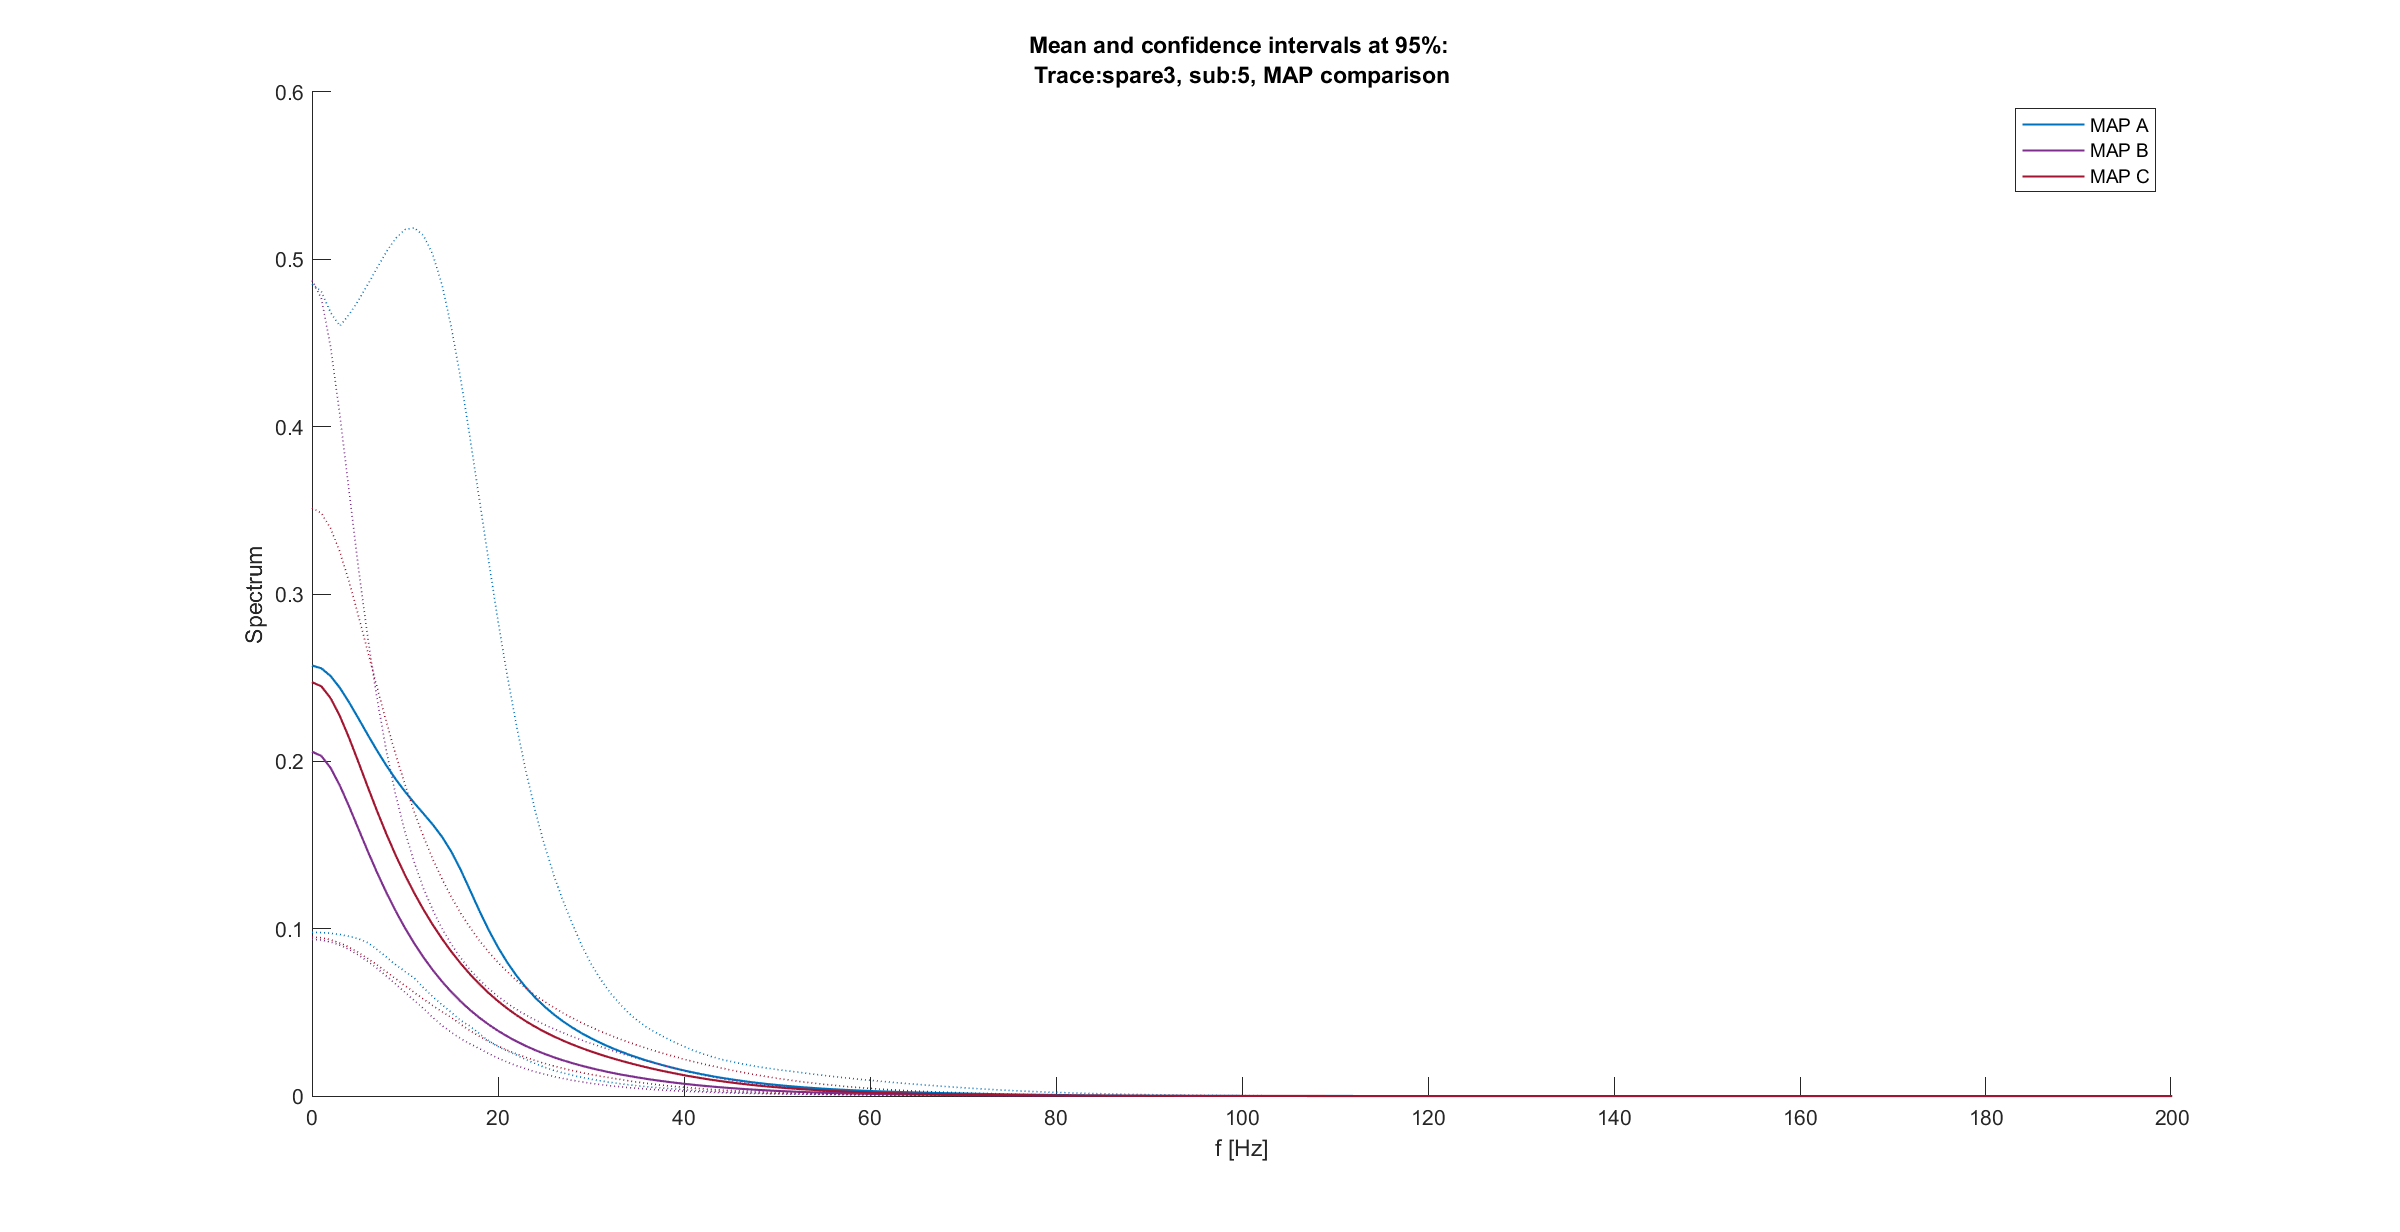 Mean and confidence intervals at 95%:
Trace:spare3, sub:5, MAP comparison
MAP A
MAP B
MAP C
0.6
0.5
0.4
0.3
0.2
0.1
0
Spectrum
0 20 40 60 80 100 120 140 160 180 200
f [Hz]